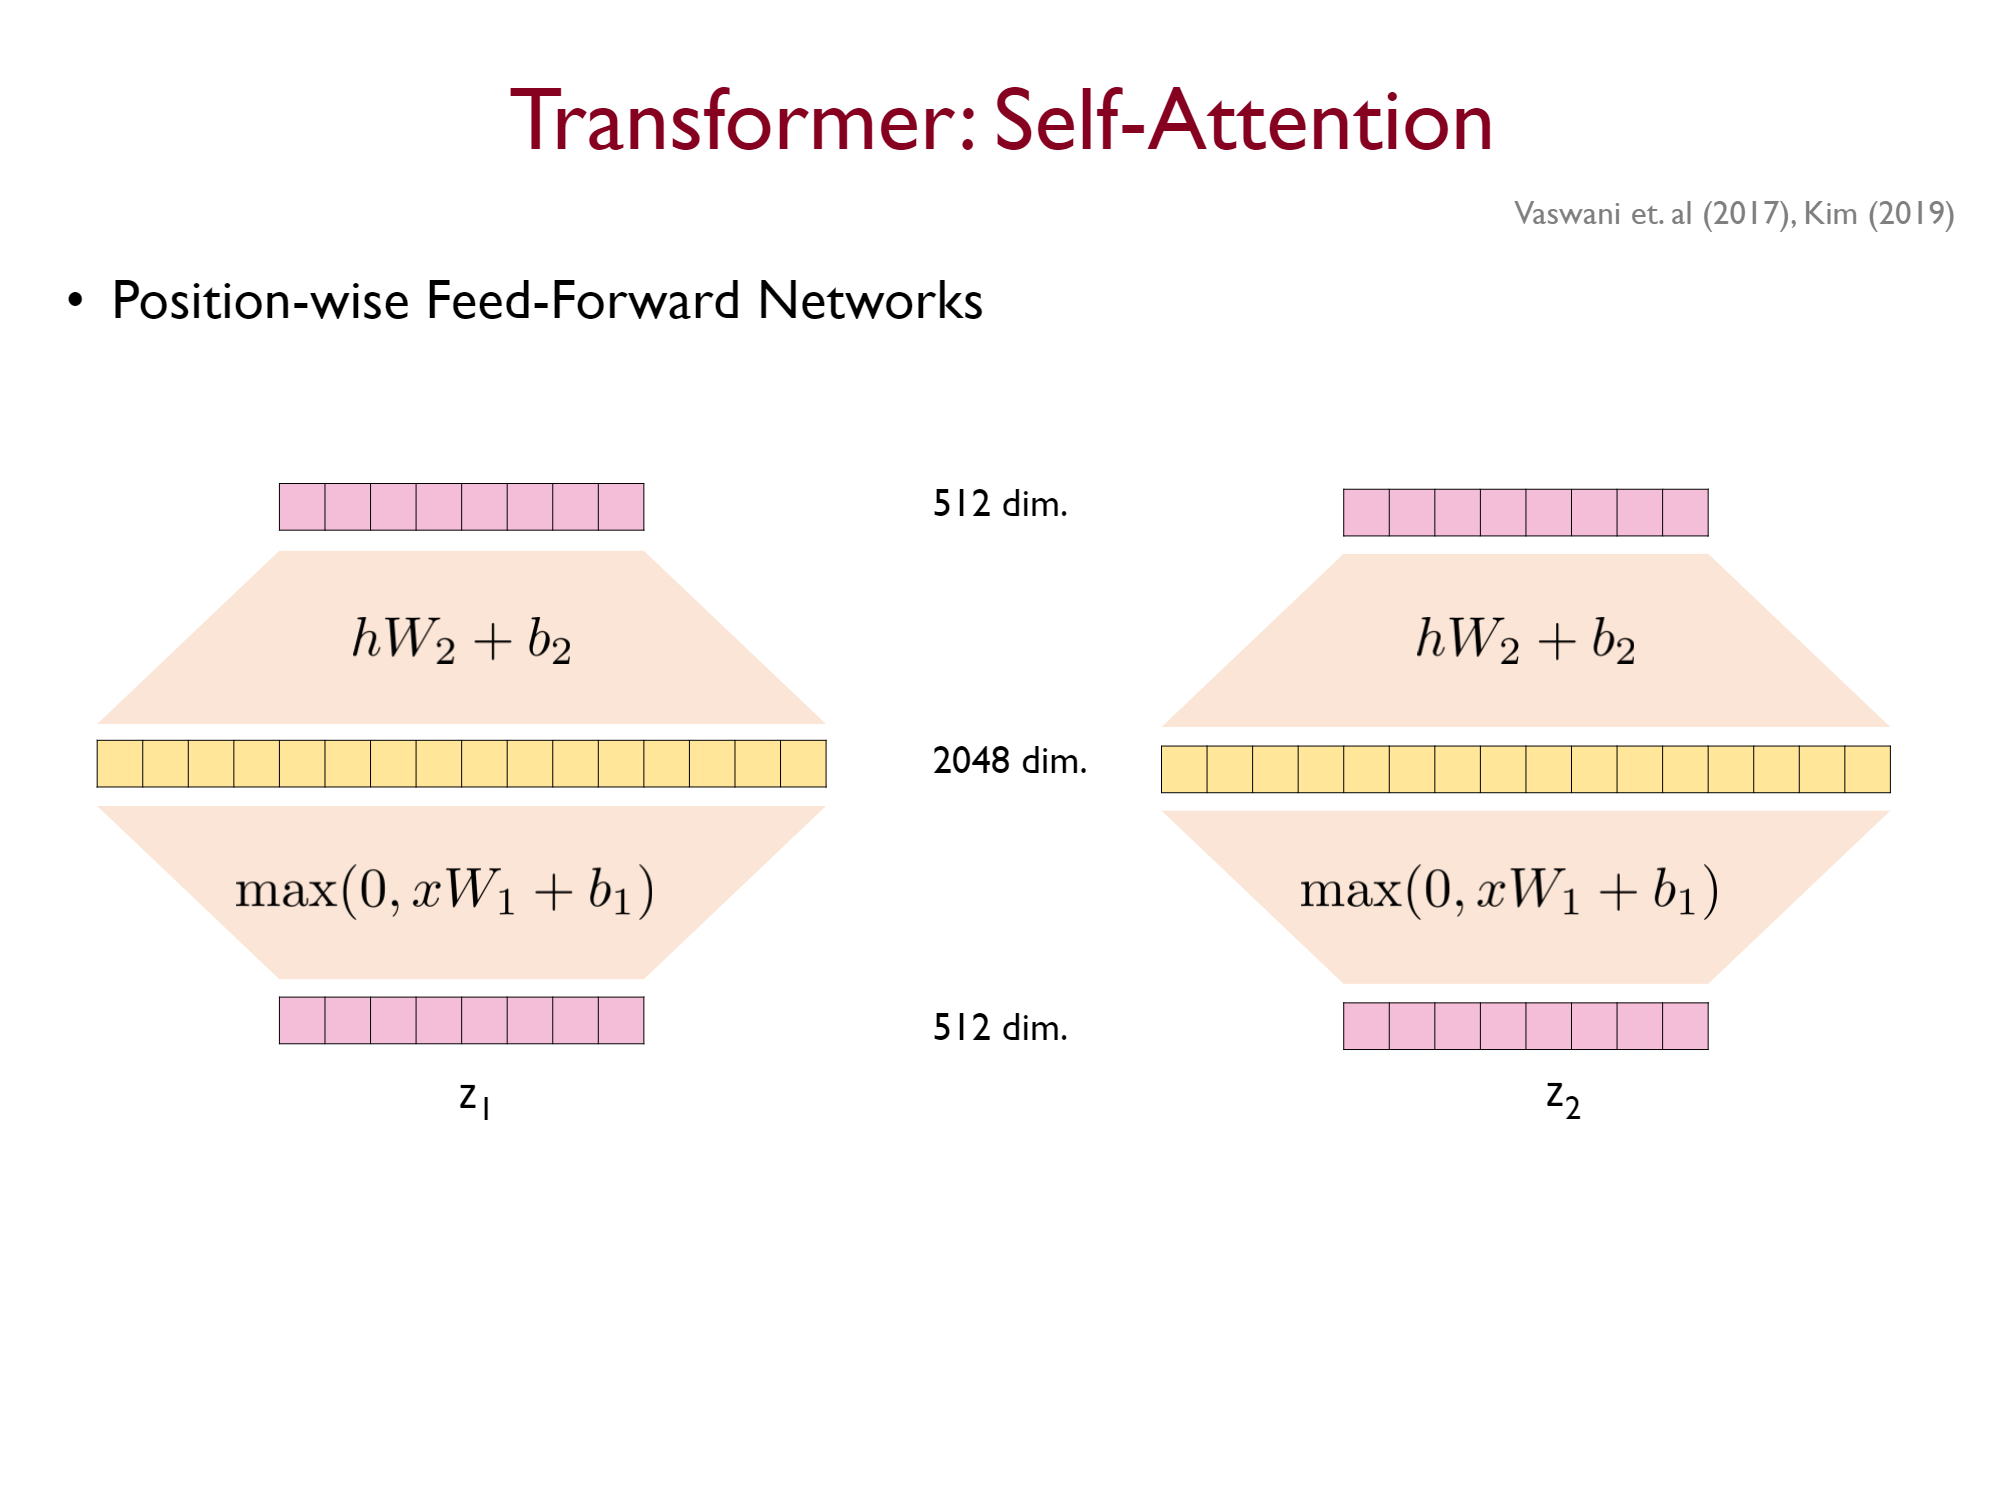 Transformer: Self-Attention
Vaswani et. al (2017), Kim (2019)
• Position-wise Feed-Forward Networks
512 dim.
hW₂ + b₂
hW₂ + b₂
2048 dim.
max(0, xW₁ + b₁)
max(0, xW₁ + b₁)
512 dim.
z₁
z₂